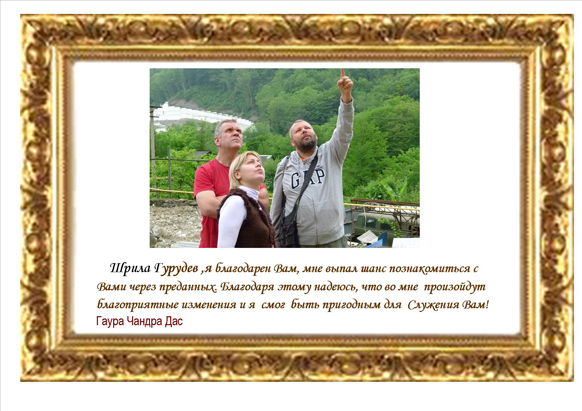 GAP
Шрила Гурудев ,я благодарен Вам, мне выпал шанс познакомиться с
Вами через преданных. Благодаря этому надеюсь, что во мне произойдут
благоприятные изменения и я смог быть пригодным для Служения Вам!
Гаура Чандра Дас